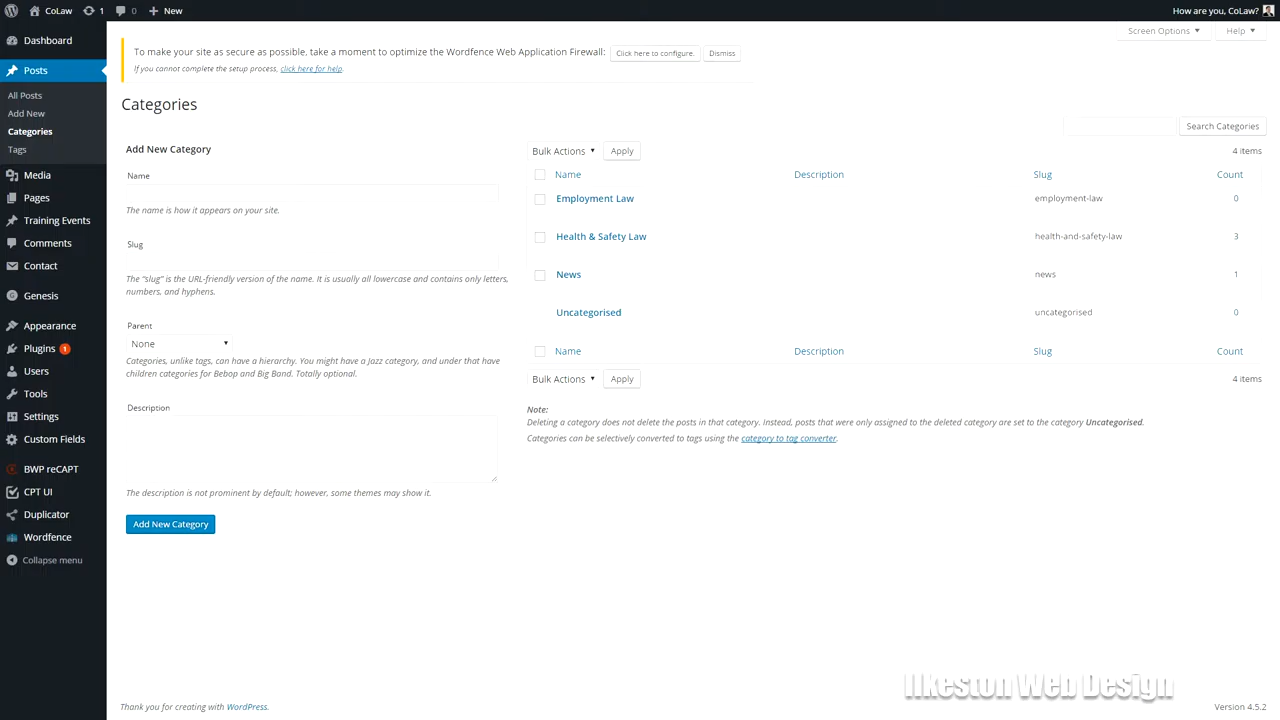 CoLaw 1 0 New Howdy, CoLaw?
Screen Options Help
Dashboard
Posts
All Posts
Add New
Categories
Tags
Media
Pages
Training Events
Comments
Contact
Genesis
Appearance
Plugins 1
Users
Tools
Settings
Custom Fields
BWP reCAPT
CPT UI
Duplicator
Wordfence
Collapse menu
To make your site as secure as possible, take a moment to optimize the Wordfence Web Application Firewall: Click here to configure. Dismiss
If you cannot complete the setup process, click here for help.
Categories
Search Categories
Add New Category
Name
The name is how it appears on your site.
Slug
The “slug” is the URL-friendly version of the name. It is usually all lowercase and contains only letters,
numbers, and hyphens.
Parent
None
Categories, unlike tags, can have a hierarchy. You might have a Jazz category, and under that have
children categories for Bebop and Big Band. Totally optional.
Description
The description is not prominent by default; however, some themes may show it.
Add New Category
Bulk Actions Apply 4 items
Name Description Slug Count
Employment Law employment-law 0
Health & Safety Law health-and-safety-law 3
News news 1
Uncategorised uncategorised 0
Name Description Slug Count
Bulk Actions Apply 4 items
Note:
Deleting a category does not delete the posts in that category. Instead, posts that were only assigned to the deleted category are set to the category Uncategorised.
Categories can be selectively converted to tags using the category to tag converter.
Ilkeston Web Design
Thank you for creating with WordPress. Version 4.5.2